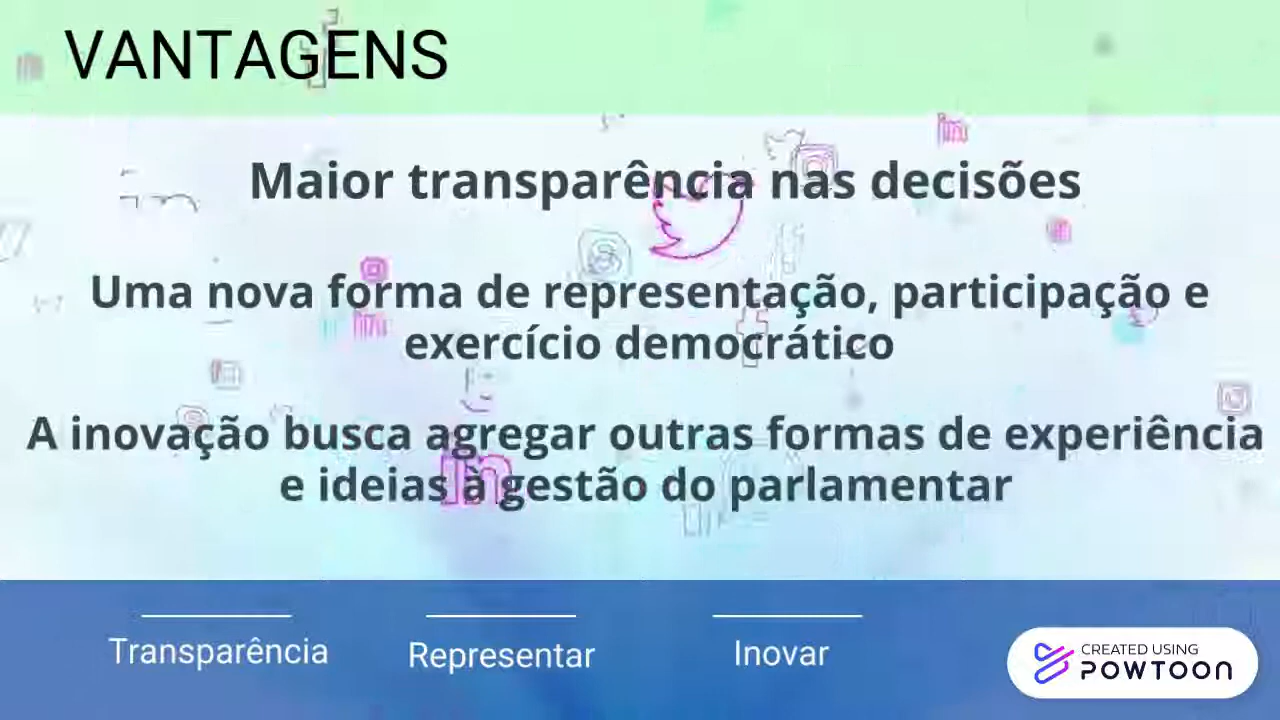 VANTAGENS
Maior transparência nas decisões
Uma nova forma de representação, participação e
exercício democrático
A inovação busca agregar outras formas de experiência
e ideias à gestão do parlamentar
Transparência
Representar
Inovar
CREATED USING
POWTOON